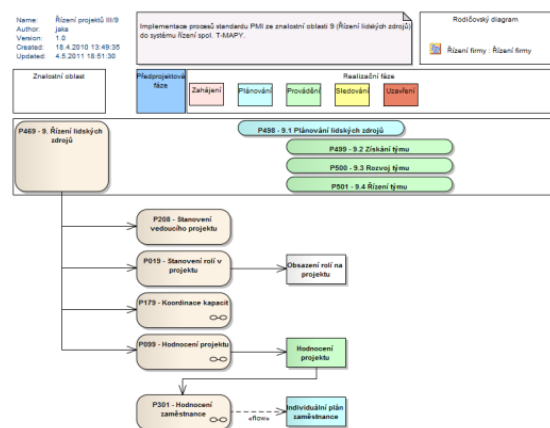 Name: Řízení projektů III/9
Author: jaka
Version: 1.0
Created: 18.4.2010 13:49:35
Updated: 4.5.2011 18:51:30
Implementace procesů standardu PMI ze znalostní oblasti 9 (Řízení lidských zdrojů)
do systému řízení spol. T-MAPY.
Rodičovský diagram
Řízení firmy : Řízení firmy
Znalostní oblast
Předprojektová
fáze
Realizační fáze
Zahájení
Plánování
Provádění
Sledování
Uzavření
P469 - 9. Řízení lidských
zdrojů
P498 - 9.1 Plánování lidských zdrojů
P499 - 9.2 Získání týmu
P500 - 9.3 Rozvoj týmu
P501 - 9.4 Řízení týmu
P208 - Stanovení
vedoucího projektu
P019 - Stanovení rolí v
projektu
Obsazení rolí na
projektu
P179 - Koordinace kapacit
P099 - Hodnocení projektu
Hodnocení
projektu
P301 - Hodnocení
zaměstnance
«flow»
Individuální plán
zaměstnance